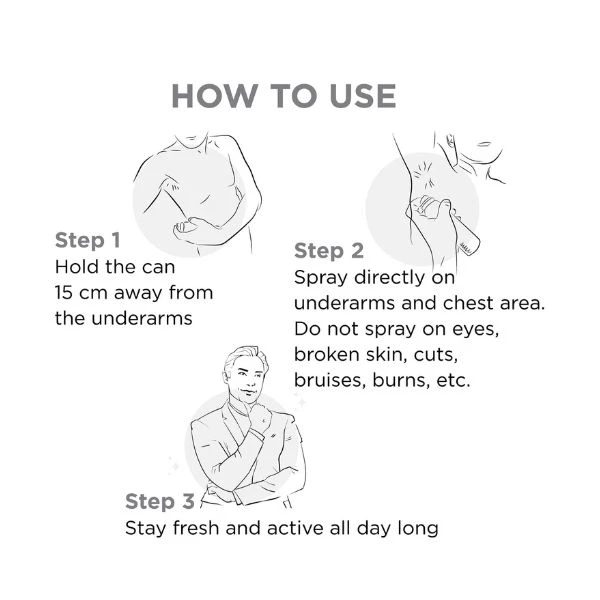 HOW TO USE
Step 1
Hold the can
15 cm away from
the underarms
Step 2
Spray directly on
underarms and chest area.
Do not spray on eyes,
broken skin, cuts,
bruises, burns, etc.
Step 3
Stay fresh and active all day long